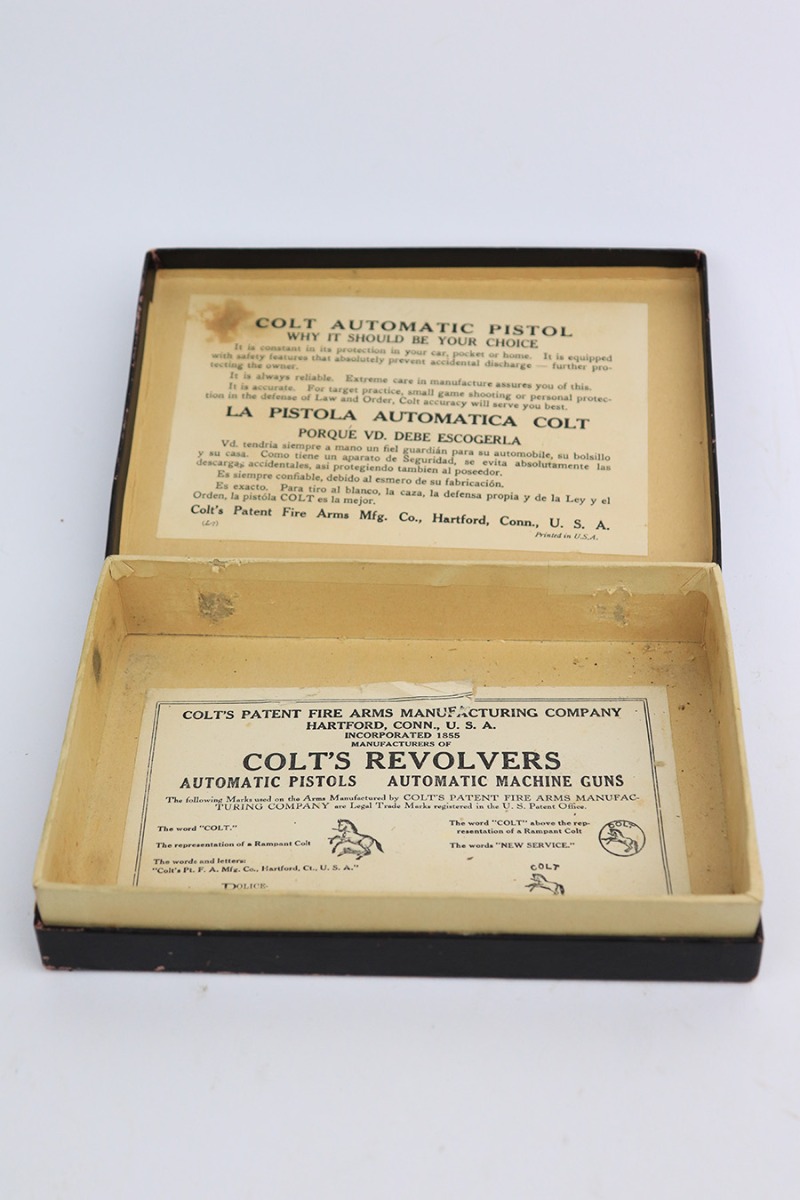 COLT AUTOMATIC PISTOL
WHY IT SHOULD BE YOUR CHOICE
It is constant in its protection in your car, pocket or home. It is equipped
with safety features that absolutely prevent accidental discharge — further pro-
tecting the owner.
It is always reliable. Extreme care in manufacture assures you of this.
It is accurate. For target practice, small game shooting or personal protec-
tion in the defense of Law and Order, Colt accuracy will serve you best.
LA PISTOLA AUTOMATICA COLT
PORQUÉ VD. DEBE ESCOGERLA
Vd. tendría siempre a mano un fiel guardián para su automobile, su bolsillo
y su casa. Como tiene un aparato de Seguridad, se evita absolutamente las
descargas accidentales, asi protegiendo tambien al poseedor.
Es siempre confiable, debido al esmero de su fabricación.
Es exacto. Para tiro al blanco, la caza, la defensa propia y de la Ley y el
Orden, la pistóla COLT es la mejor.
Colt's Patent Fire Arms Mfg. Co., Hartford, Conn., U. S. A.
Printed in U.S.A.
COLT'S PATENT FIRE ARMS MANUFACTURING COMPANY
HARTFORD, CONN., U. S. A.
INCORPORATED 1855
MANUFACTURERS OF
COLT'S REVOLVERS
AUTOMATIC PISTOLS AUTOMATIC MACHINE GUNS
The following Marks used on the Arms Manufactured by COLT'S PATENT FIRE ARMS MANUFAC-
TURING COMPANY are Legal Trade Marks registered in the U. S. Patent Office.
The word "COLT."
The representation of a Rampant Colt
The words and letters:
"Colt's Pt. F. A. Mfg. Co., Hartford, Ct., U. S. A."
POLICE
The word "COLT" above the rep-
resentation of a Rampant Colt
The words "NEW SERVICE."
COLT
COLT